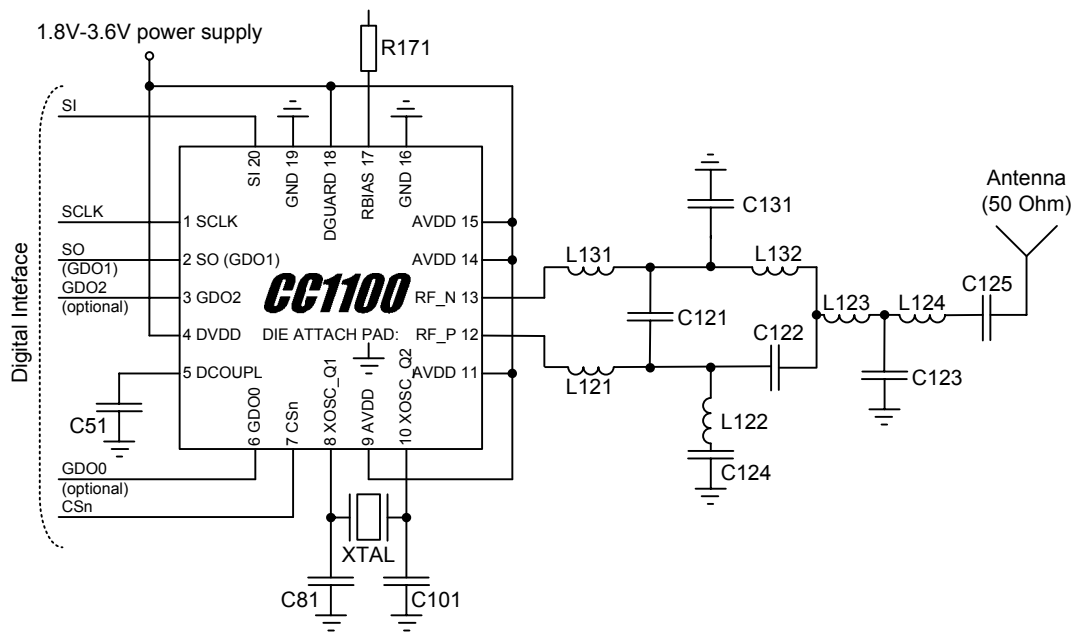 1.8V-3.6V power supply
R171
Digital Inteface
SI
SCLK
SO
(GDO1)
GDO2
(optional)
GDO0
(optional)
CSn
SI 20
GND 19
DGUARD 18
RBIAS 17
GND 16
1 SCLK
2 SO (GDO1)
3 GDO2
4 DVDD
5 DCOUPL
CC1100
DIE ATTACH PAD:
AVDD 15
AVDD 14
RF_N 13
RF_P 12
AVDD 11
6 GDO0
7 CSn
8 XOSC_Q1
9 AVDD
10 XOSC_Q2
C51
XTAL
C81
C101
L131
C131
L132
C121
C122
L121
L122
C124
L123
L124
C125
C123
Antenna
(50 Ohm)